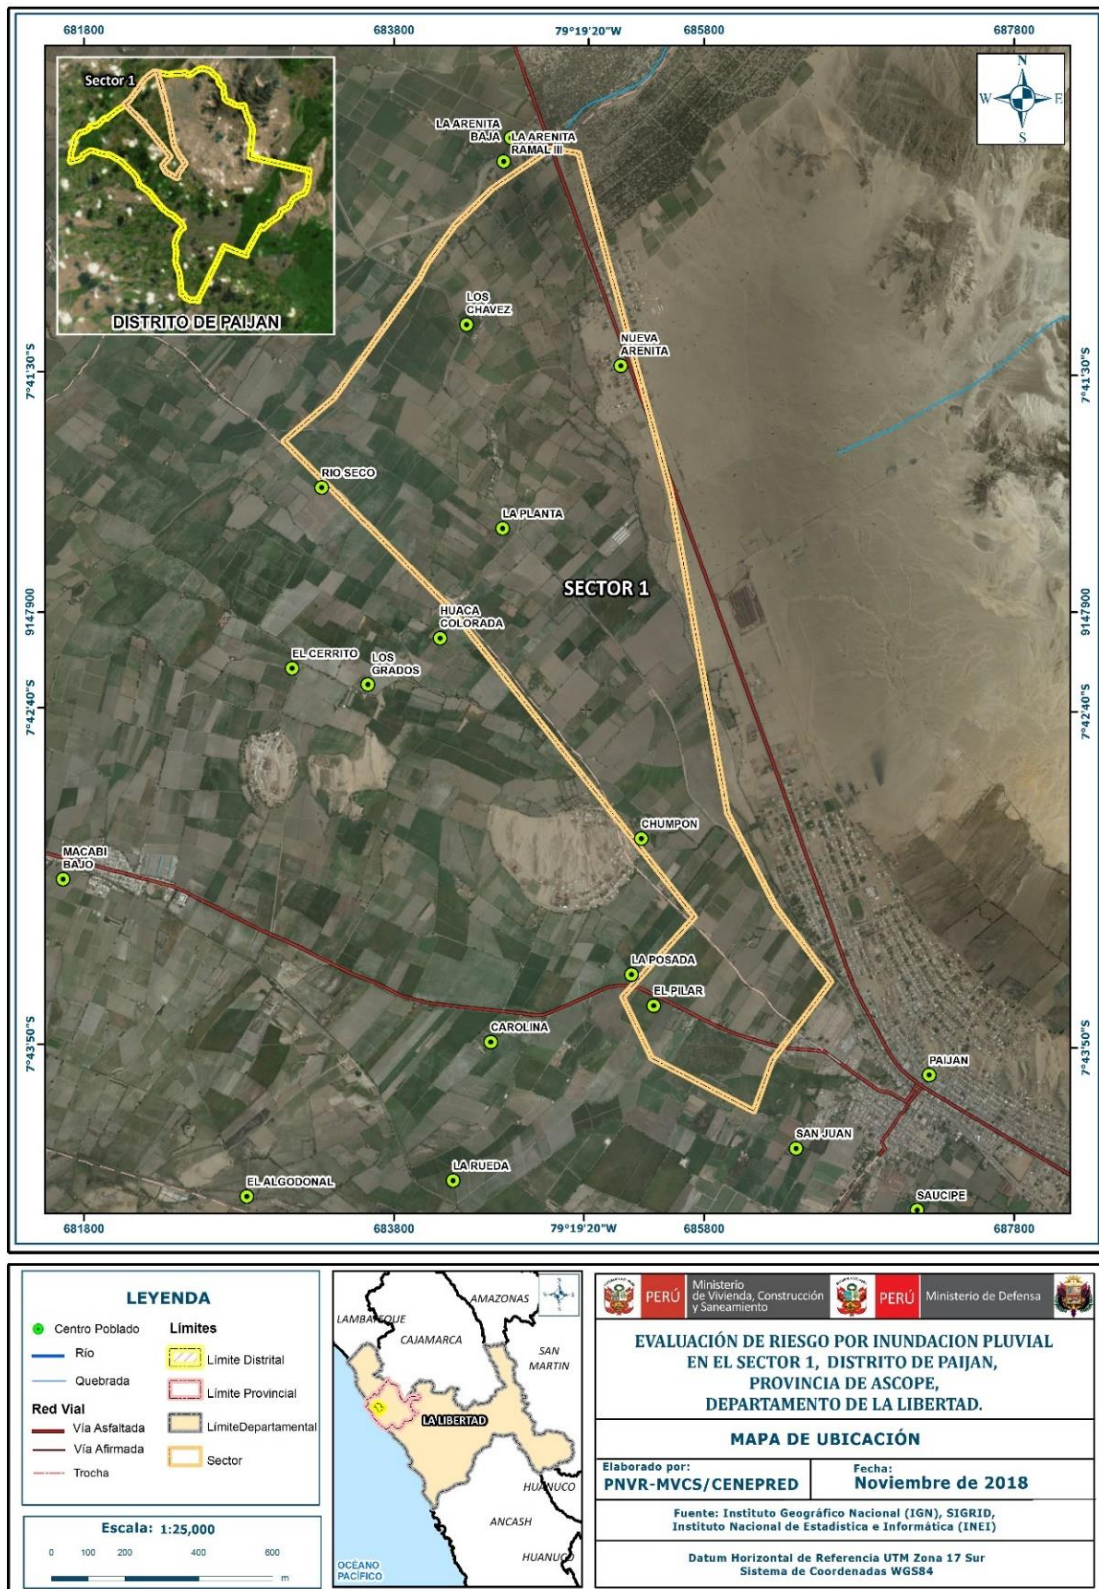 681800
683800
79°19'20"W
685800
687800
Sector 1
DISTRITO DE PAIJAN
N
W
E
S
LA ARENITA
BAJA
LA ARENITA
RAMAL III
LOS
CHAVEZ
NUEVA
ARENITA
7°41'30"S
7°41'30"S
RIO SECO
LA PLANTA
SECTOR 1
9147900
9147900
HUACA
COLORADA
EL CERRITO
LOS
GRADOS
7°42'40"S
7°42'40"S
CHUMPON
MACABI
BAJO
LA POSADA
EL PILAR
CAROLINA
7°43'50"S
7°43'50"S
PAIJAN
SAN JUAN
LA RUEDA
EL ALGODONAL
SAUCIPE
681800
683800
79°19'20"W
685800
687800
LEYENDA
Centro Poblado
Río
Quebrada
Red Vial
Vía Asfaltada
Vía Afirmada
Trocha
Límites
Límite Distrital
Límite Provincial
LímiteDepartamental
Sector
Escala: 1:25,000
0 100 200 400 600
m
AMAZONAS
LAMBAYEQUE
CAJAMARCA
SAN
MARTIN
LA LIBERTAD
HUANUCO
ANCASH
HUANUCO
OCÉANO
PACÍFICO
PERÚ
Ministerio
de Vivienda, Construcción
y Saneamiento
PERÚ
Ministerio de Defensa
EVALUACIÓN DE RIESGO POR INUNDACION PLUVIAL
EN EL SECTOR 1, DISTRITO DE PAIJAN,
PROVINCIA DE ASCOPE,
DEPARTAMENTO DE LA LIBERTAD.
MAPA DE UBICACIÓN
Elaborado por:
PNVR-MVCS/CENEPRED
Fecha:
Noviembre de 2018
Fuente: Instituto Geográfico Nacional (IGN), SIGRID,
Instituto Nacional de Estadística e Informática (INEI)
Datum Horizontal de Referencia UTM Zona 17 Sur
Sistema de Coordenadas WGS84